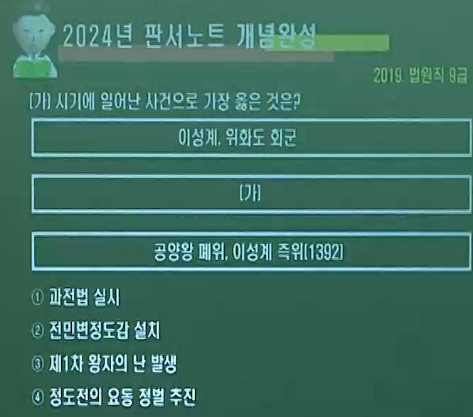 2024년 판서노트 개념완성
2019. 법원직 9급
(가) 시기에 일어난 사건으로 가장 옳은 것은?
이성계, 위화도 회군
(가)
공양왕 폐위, 이성계 즉위(1392)
① 과전법 실시
② 전민변정도감 설치
③ 제1차 왕자의 난 발생
④ 정도전의 요동 정벌 추진